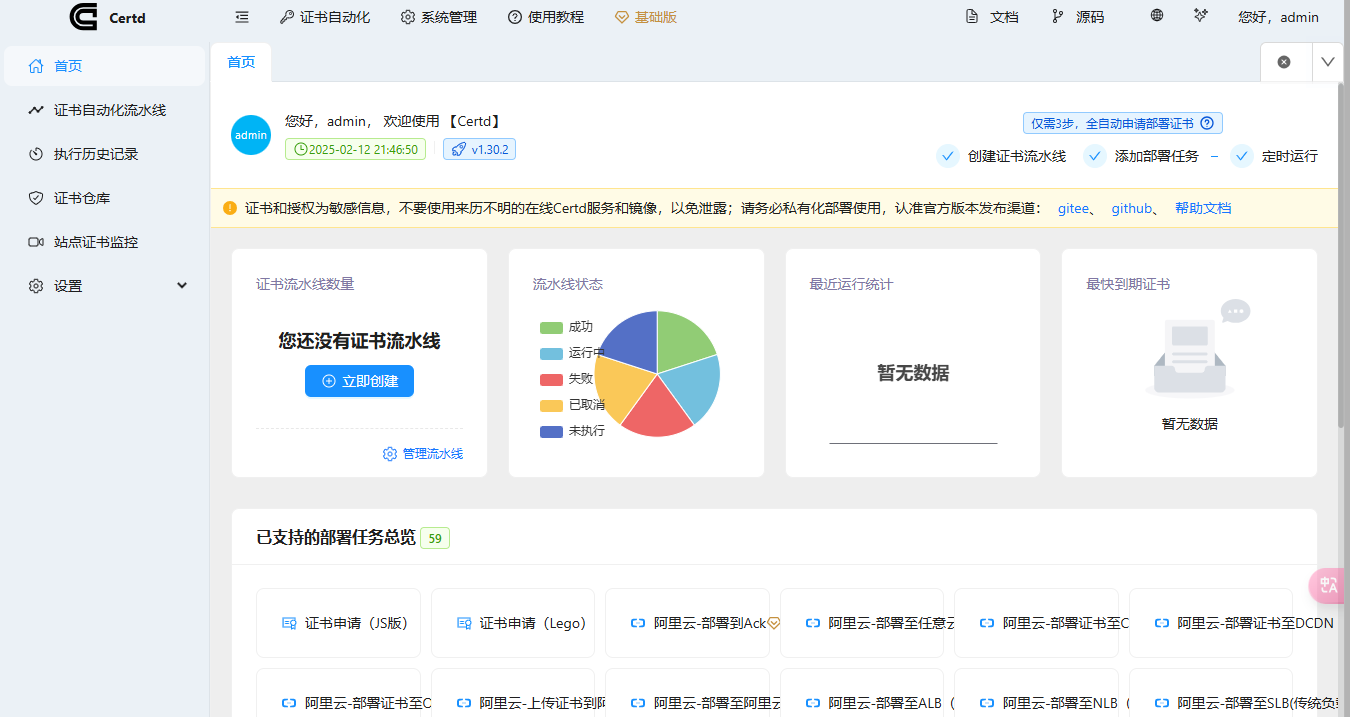 Certd
证书自动化
系统管理
使用教程
基础版
文档
源码
您好，admin
首页
证书自动化流水线
执行历史记录
证书仓库
站点证书监控
设置
首页
admin
您好，admin， 欢迎使用 【Certd】
2025-02-12 21:46:50
v1.30.2
仅需3步，全自动申请部署证书
创建证书流水线
添加部署任务
定时运行
证书和授权为敏感信息，不要使用来历不明的在线Certd服务和镜像，以免泄露；请务必私有化部署使用，认准官方版本发布渠道： gitee、 github、 帮助文档
证书流水线数量
您还没有证书流水线
立即创建
管理流水线
流水线状态
成功
运行中
失败
已取消
未执行
最近运行统计
暂无数据
最快到期证书
暂无数据
已支持的部署任务总览 59
证书申请（JS版）
证书申请（Lego）
阿里云-部署到Ack
阿里云-部署至任意云
阿里云-部署证书至C
阿里云-部署证书至DCDN
阿里云-部署证书至O
阿里云-上传证书到阿
阿里云-部署至阿里云
阿里云-部署至ALB（
阿里云-部署至NLB（
阿里云-部署至SLB(传统负载
中A